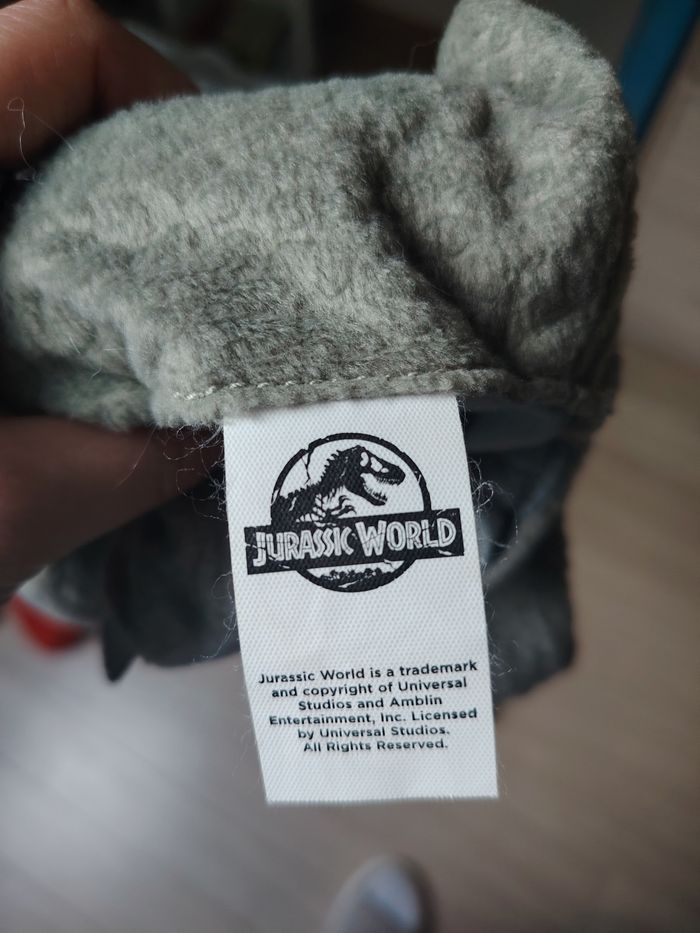 JURASSIC WORLD
Jurassic World is a trademark
and copyright of Universal
Studios and Amblin
Entertainment, Inc. Licensed
by Universal Studios.
All Rights Reserved.